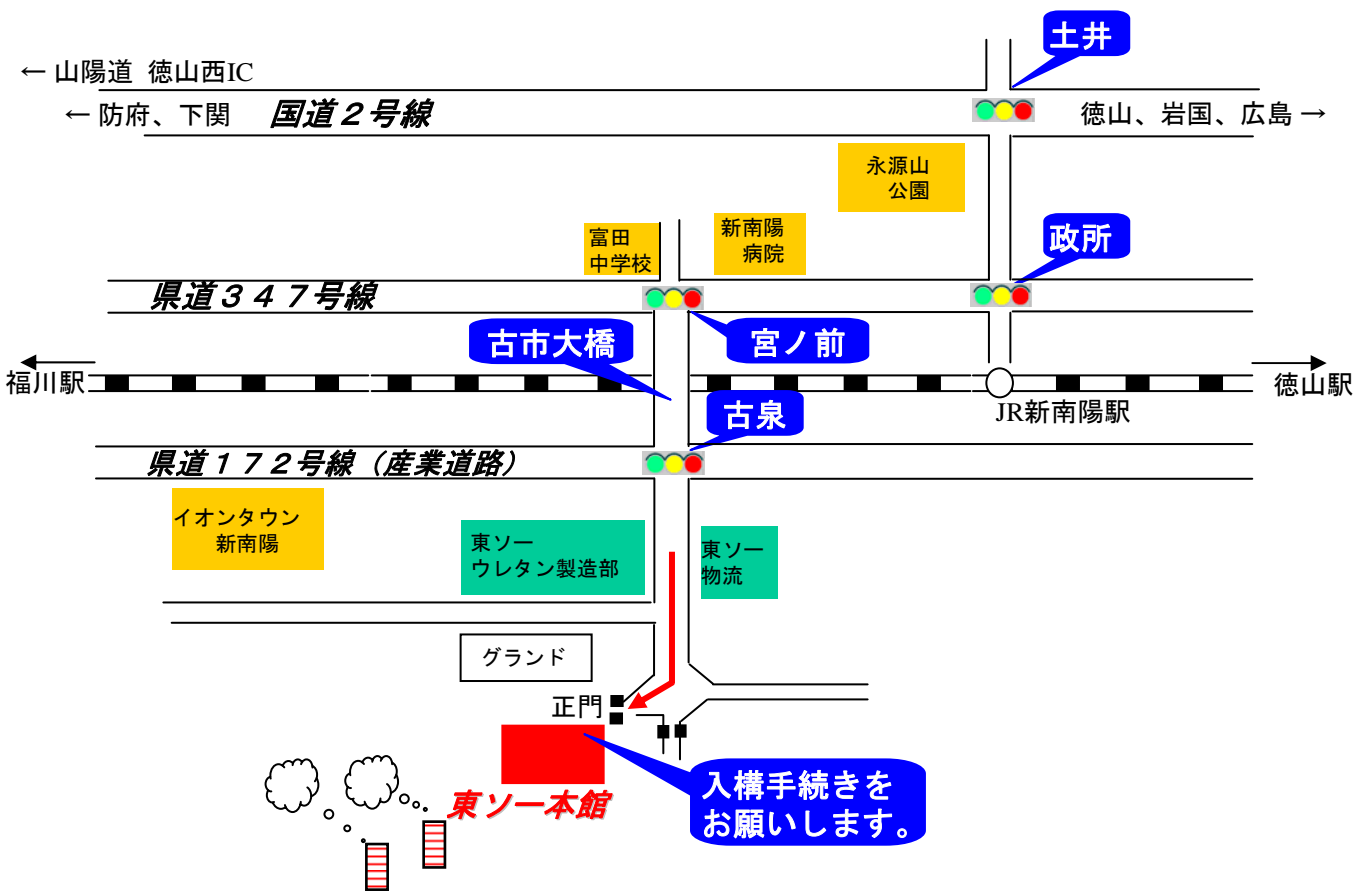 土井
← 山陽道 徳山西IC
← 防府、下関
国道２号線
徳山、岩国、広島 →
永源山
公園
富田
中学校
新南陽
病院
政所
県道３４７号線
古市大橋
宮ノ前
福川駅
徳山駅
JR新南陽駅
古泉
県道１７２号線（産業道路）
イオンタウン
新南陽
東ソー
ウレタン製造部
東ソー
物流
グランド
正門
東ソー本館
入構手続きを
お願いします。